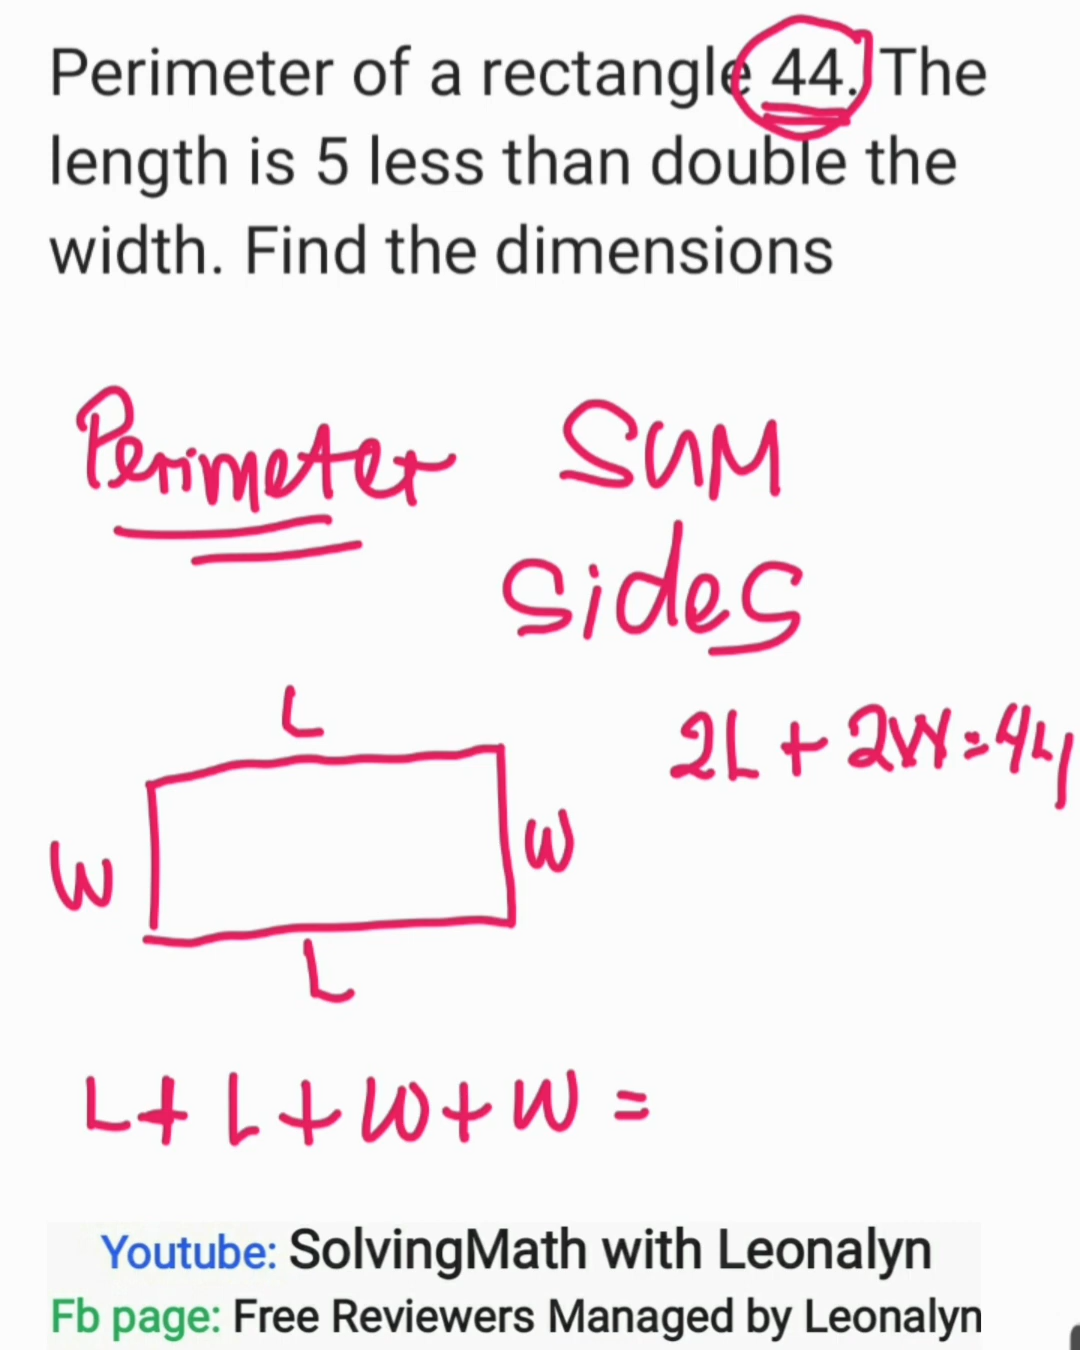 Perimeter of a rectangle 44. The
length is 5 less than double the
width. Find the dimensions
Perimeter SUM
sides
L
2L + 2W = 44
W
W
L
L + L + W + W =
Youtube: SolvingMath with Leonalyn
Fb page: Free Reviewers Managed by Leonalyn